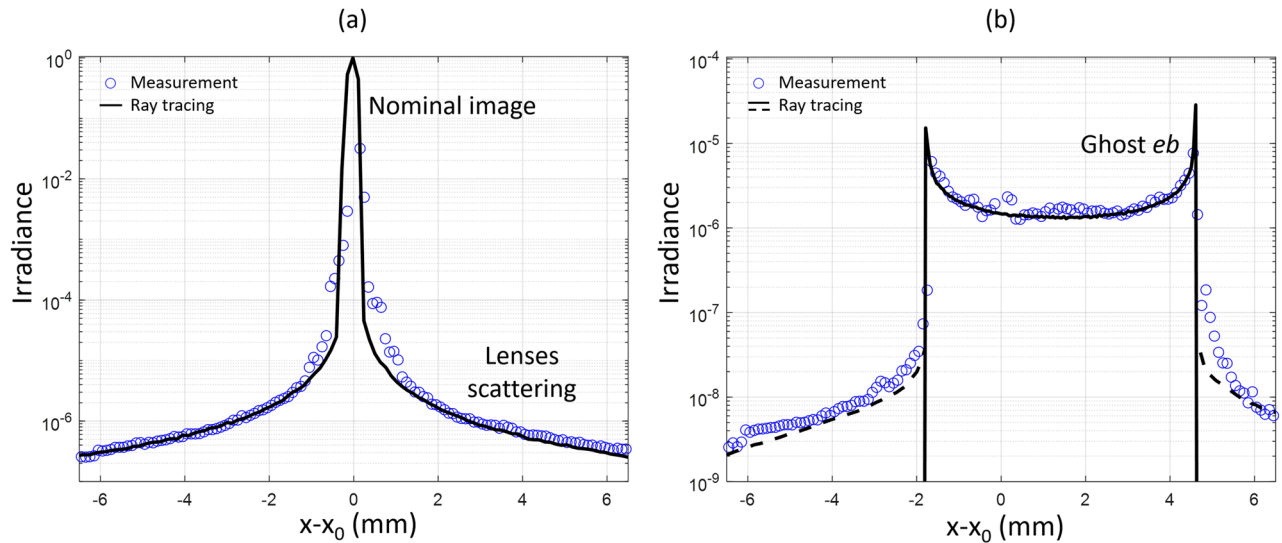 (a)
10^0
10^-2
10^-4
10^-6
Irradiance
Measurement
Ray tracing
Nominal image
Lenses
scattering
-6 -4 -2 0 2 4 6
x-x_0 (mm)
(b)
10^-4
10^-5
10^-6
10^-7
10^-8
10^-9
Irradiance
Measurement
Ray tracing
Ghost eb
-6 -4 -2 0 2 4 6
x-x_0 (mm)